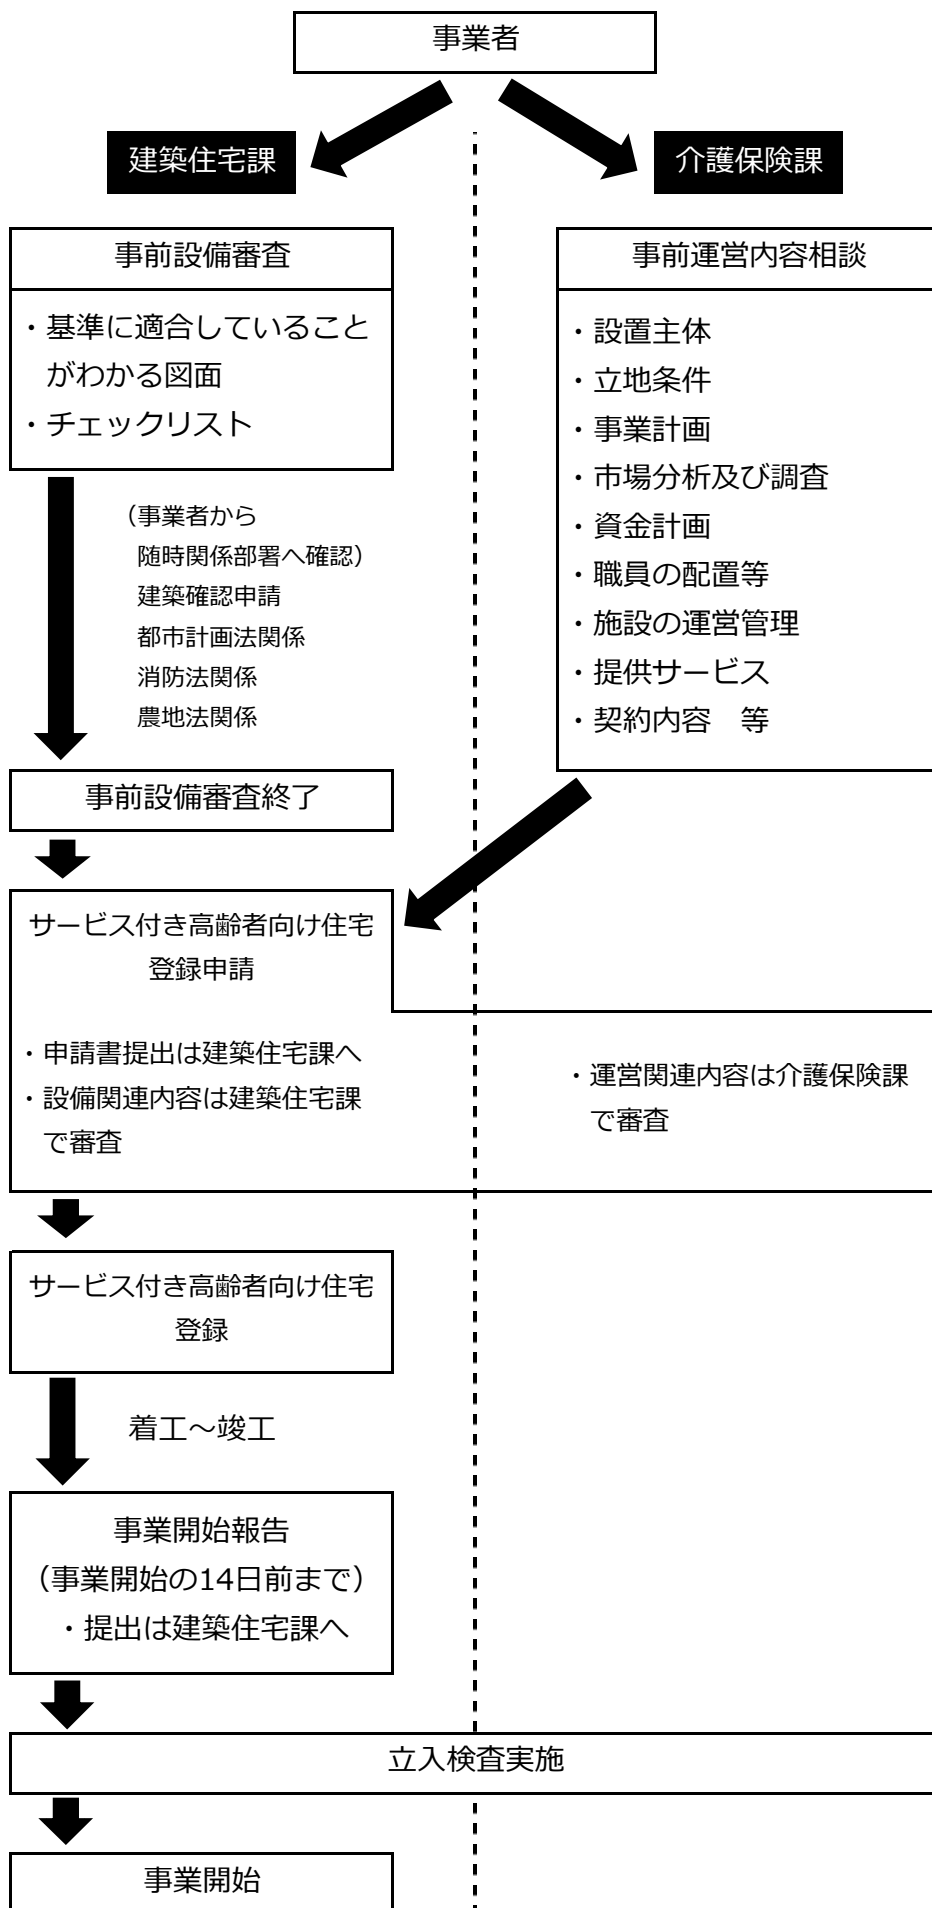 事業者
建築住宅課
介護保険課
事前設備審査
・基準に適合していること
がわかる図面
・チェックリスト
事前運営内容相談
・設置主体
・立地条件
・事業計画
・市場分析及び調査
・資金計画
・職員の配置等
・施設の運営管理
・提供サービス
・契約内容　等
（事業者から
随時関係部署へ確認）
建築確認申請
都市計画法関係
消防法関係
農地法関係
事前設備審査終了
サービス付き高齢者向け住宅
登録申請
・申請書提出は建築住宅課へ
・設備関連内容は建築住宅課
で審査
・運営関連内容は介護保険課
で審査
サービス付き高齢者向け住宅
登録
着工～竣工
事業開始報告
（事業開始の14日前まで）
・提出は建築住宅課へ
立入検査実施
事業開始